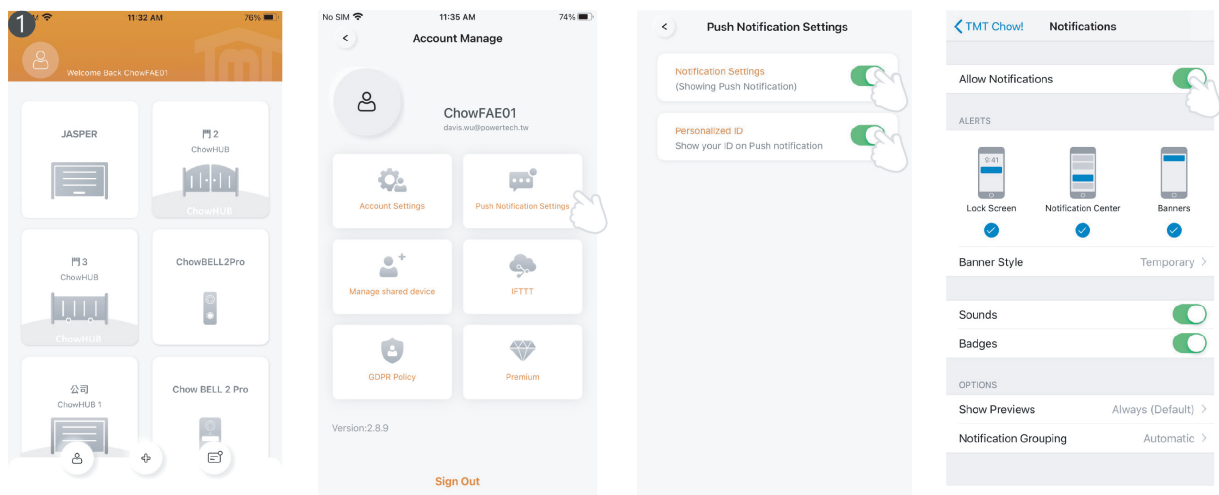 1
M 11:32 AM 76%
Welcome Back ChowFAE01
JASPER
門 2
ChowHUB
ChowHUB
門 3
ChowHUB
ChowHUB
ChowBELL2Pro
公司
ChowHUB 1
Chow BELL 2 Pro
No SIM 11:35 AM 74%
< Account Manage
ChowFAE01
davis.wu@powertech.tw
Account Settings
Push Notification Settings
Manage shared device
IFTTT
GDPR Policy
Premium
Version:2.8.9
Sign Out
< Push Notification Settings
Notification Settings
(Showing Push Notification)
Personalized ID
Show your ID on Push notification
< TMT Chow! Notifications
Allow Notifications
ALERTS
9:41
Lock Screen Notification Center Banners
Banner Style Temporary >
Sounds
Badges
OPTIONS
Show Previews Always (Default) >
Notification Grouping Automatic >